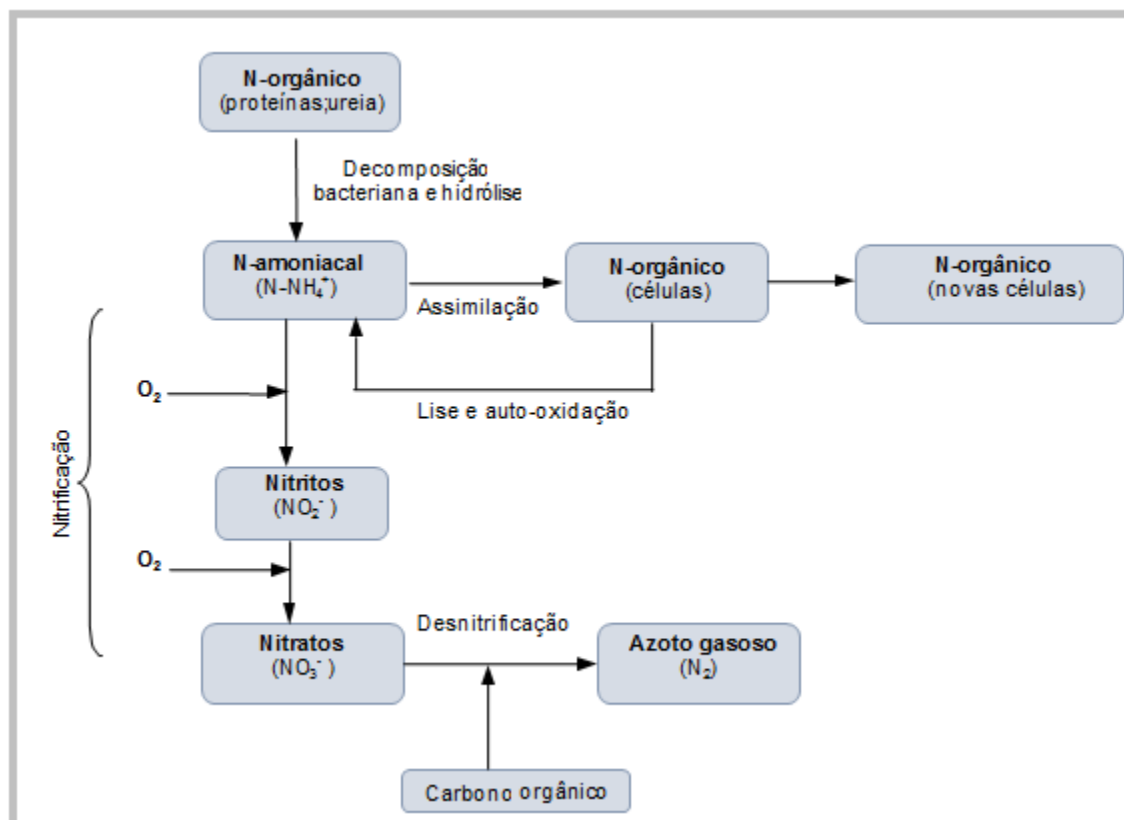 N-orgânico
(proteínas;ureia)
Decomposição
bacteriana e hidrólise
N-amoniacal
(N-NH₄⁺)
Assimilação
N-orgânico
(células)
N-orgânico
(novas células)
O₂
Lise e auto-oxidação
Nitrificação
Nitritos
(NO₂⁻ )
O₂
Nitratos
(NO₃⁻ )
Desnitrificação
Azoto gasoso
(N₂)
Carbono orgânico